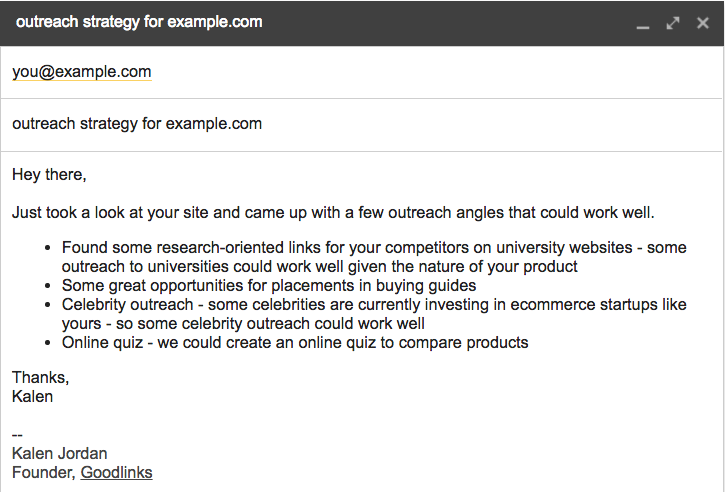 outreach strategy for example.com
you@example.com
outreach strategy for example.com
Hey there,
Just took a look at your site and came up with a few outreach angles that could work well.
• Found some research-oriented links for your competitors on university websites - some
outreach to universities could work well given the nature of your product
• Some great opportunities for placements in buying guides
• Celebrity outreach - some celebrities are currently investing in ecommerce startups like
yours - so some celebrity outreach could work well
• Online quiz - we could create an online quiz to compare products
Thanks,
Kalen
--
Kalen Jordan
Founder, Goodlinks